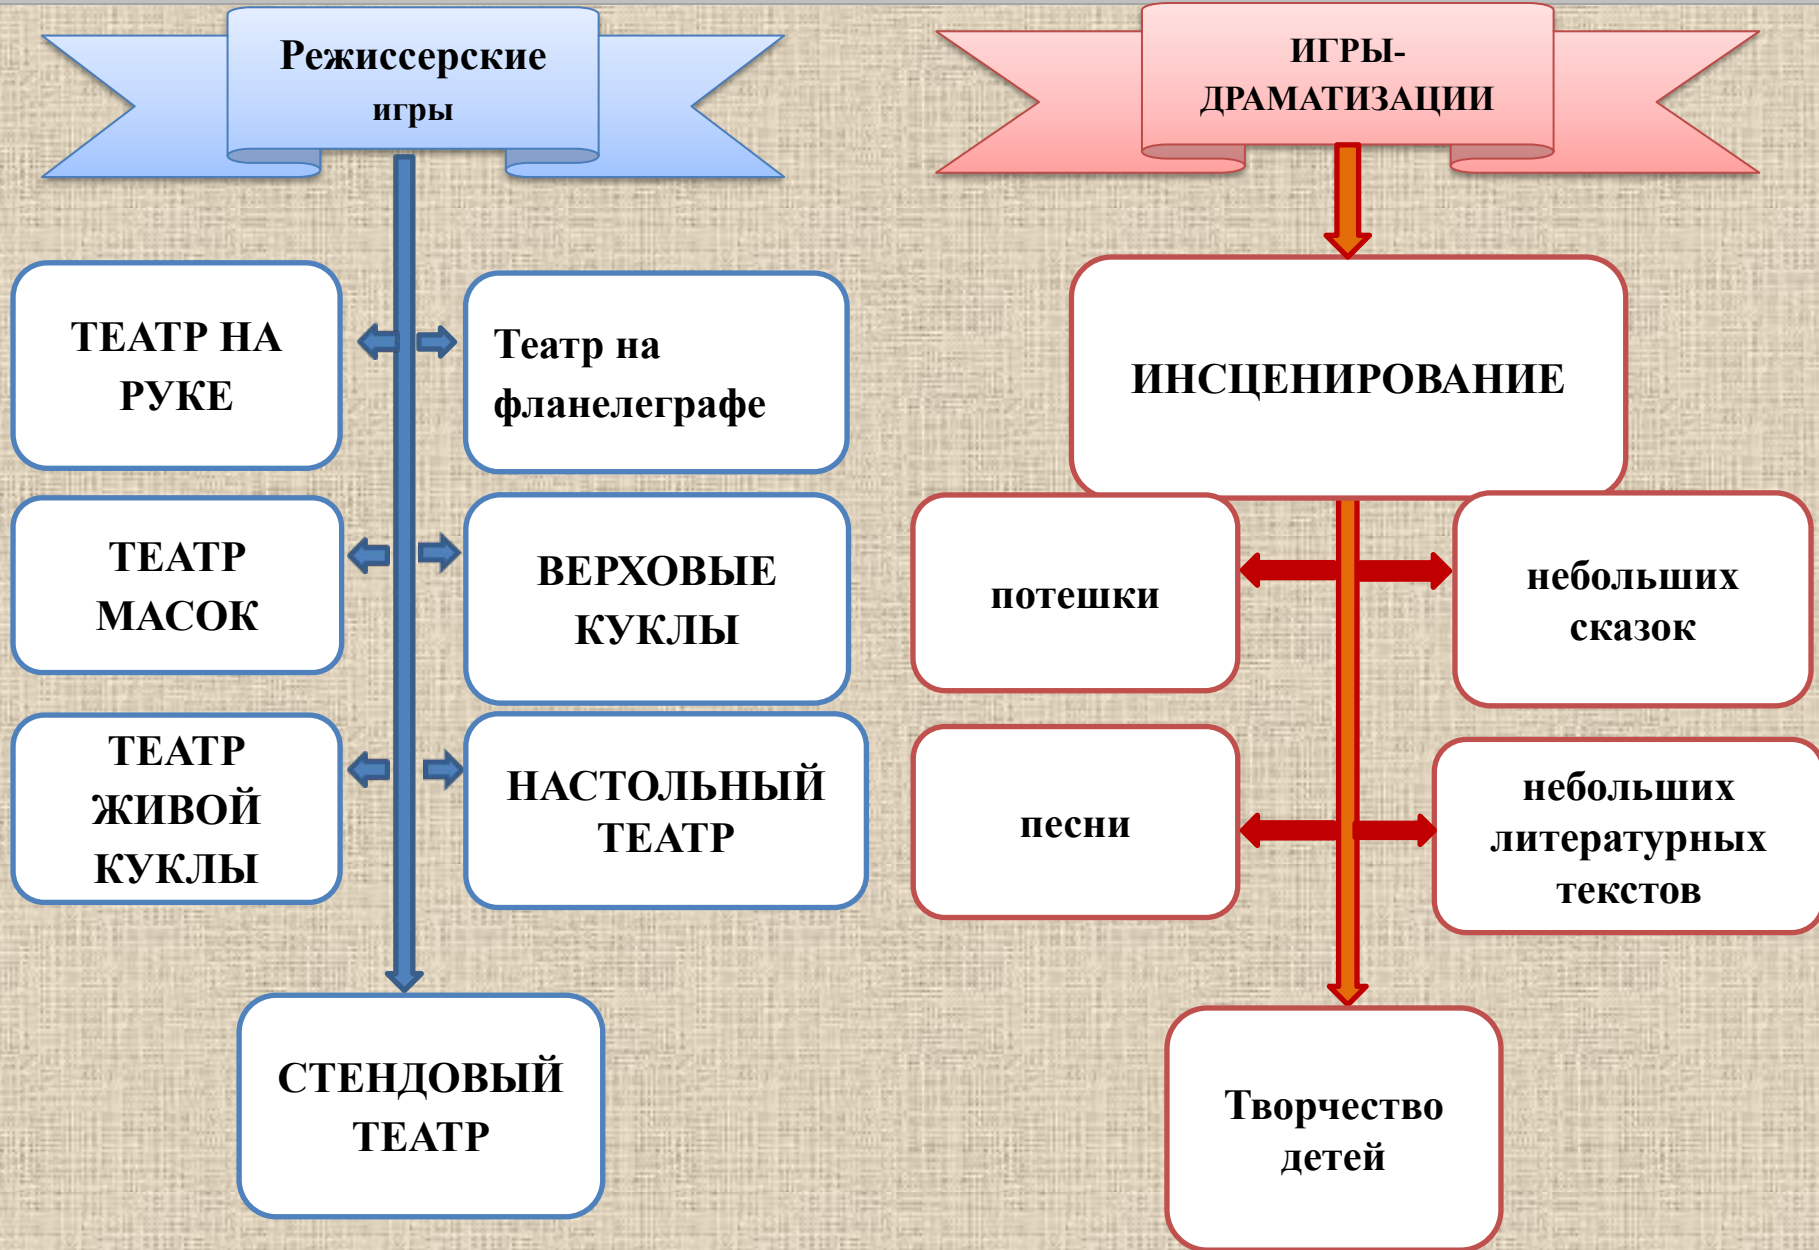 Режиссерские
игры
ТЕАТР НА
РУКЕ
Театр на
фланелеграфе
ТЕАТР
МАСОК
ВЕРХОВЫЕ
КУКЛЫ
ТЕАТР
ЖИВОЙ
КУКЛЫ
НАСТОЛЬНЫЙ
ТЕАТР
СТЕНДОВЫЙ
ТЕАТР
ИГРЫ-
ДРАМАТИЗАЦИИ
ИНСЦЕНИРОВАНИЕ
потешки
небольших
сказок
песни
небольших
литературных
текстов
Творчество
детей